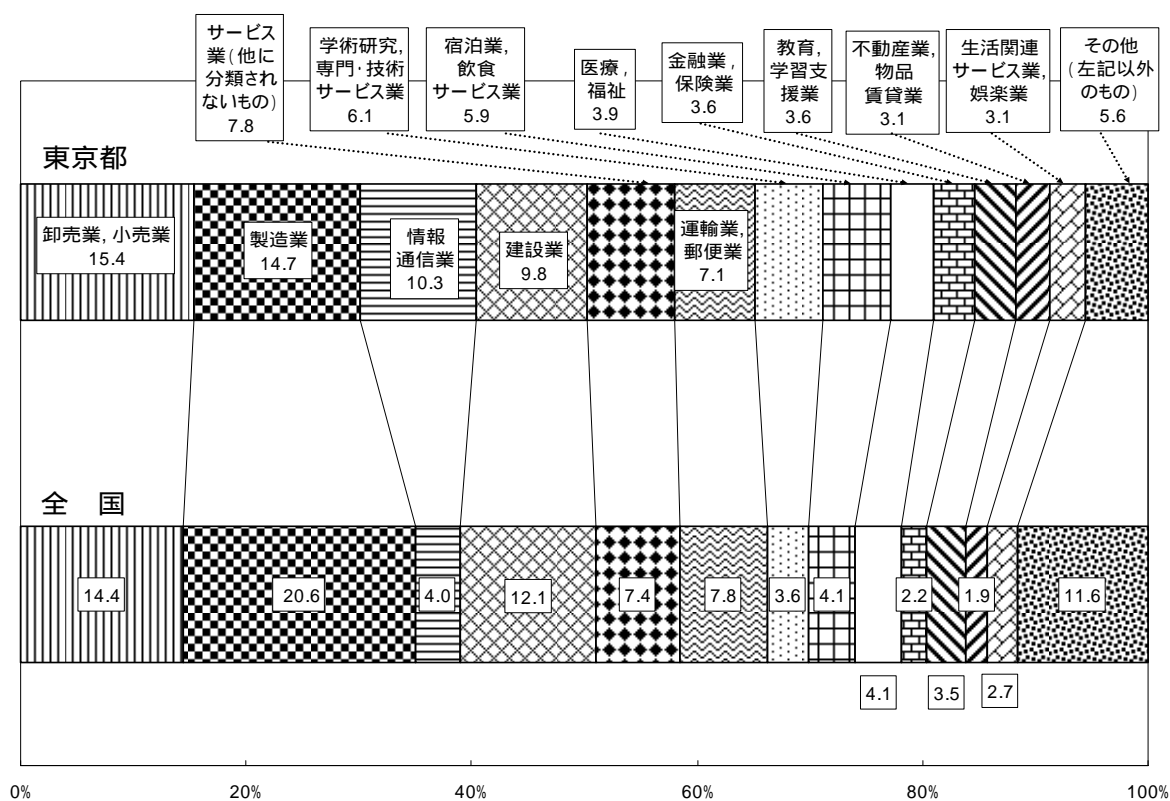 サービス
業(他に
分類され
ないもの)
7.8
学術研究,
専門・技術
サービス業
6.1
宿泊業,
飲食
サービス業
5.9
医療,
福祉
3.9
金融業,
保険業
3.6
教育,
学習支
援業
3.6
不動産業,
物品
賃貸業
3.1
生活関連
サービス業,
娯楽業
3.1
その他
(左記以外
のもの)
5.6
東京都
卸売業,小売業
15.4
製造業
14.7
情報
通信業
10.3
建設業
9.8
運輸業,
郵便業
7.1
全 国
14.4
20.6
4.0
12.1
7.4
7.8
3.6
4.1
2.2
1.9
11.6
4.1
3.5
2.7
0%
20%
40%
60%
80%
100%